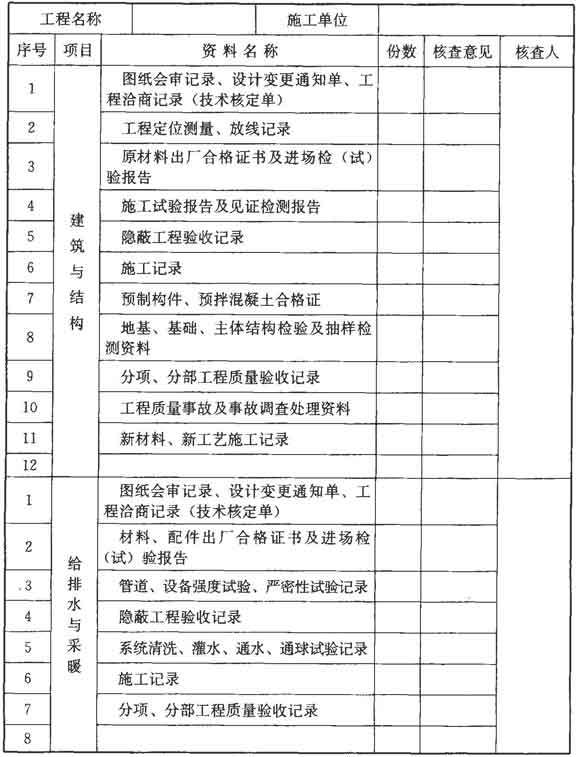 工程名称 施工单位
序号 项目 资料名称 份数 核查意见 核查人
1 图纸会审记录、设计变更通知单、工
程洽商记录(技术核定单)
2 工程定位测量、放线记录
3 原材料出厂合格证书及进场检(试)
验报告
4 施工试验报告及见证检测报告
5 隐蔽工程验收记录
6 施工记录
7 预制构件、预拌混凝土合格证
8 地基、基础、主体结构检验及抽样检
测资料
9 分项、分部工程质量验收记录
10 工程质量事故及事故调查处理资料
11 新材料、新工艺施工记录
12
建筑与结构
1 图纸会审记录、设计变更通知单、工
程洽商记录(技术核定单)
2 材料、配件出厂合格证书及进场检
(试)验报告
3 管道、设备强度试验、严密性试验记录
4 隐蔽工程验收记录
5 系统清洗、灌水、通水、通球试验记录
6 施工记录
7 分项、分部工程质量验收记录
8
给排水与采暖